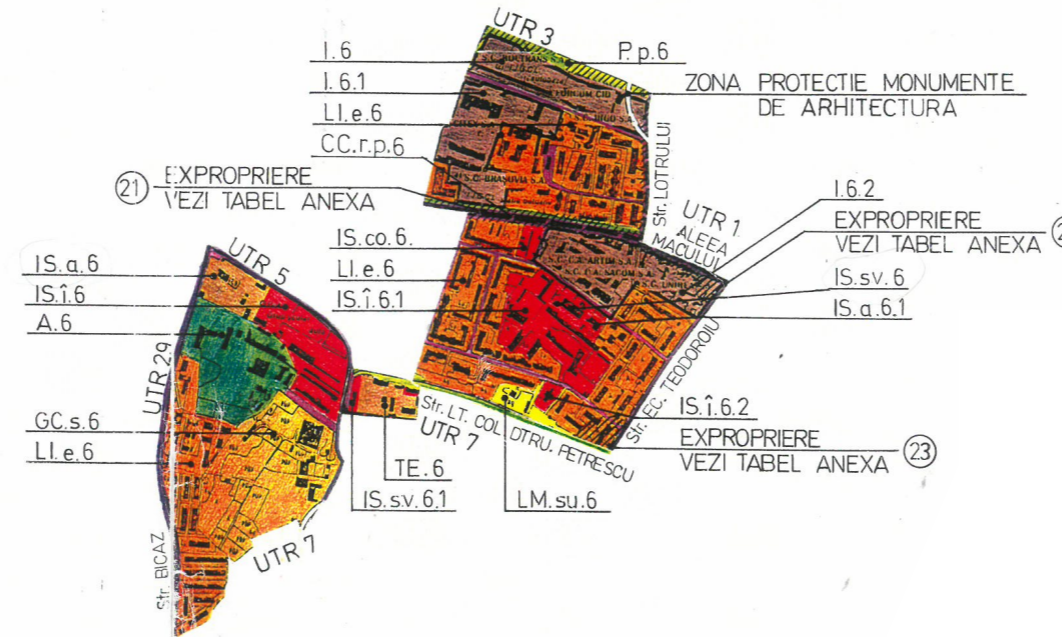 UTR 3
I.6
P.p.6
I.6.1
ZONA PROTECTIE MONUMENTE
DE ARHITECTURA
LI.e.6
CC.r.p.6
21
EXPROPRIERE
VEZI TABEL ANEXA
Str. LOTRULUI
UTR 1
ALEEA
MACULUI
I.6.2
EXPROPRIERE
VEZI TABEL ANEXA
IS.co.6.
LI.e.6
IS.î.6.1
IS.sv.6
IS.a.6.1
S.C. C.A. ARTIM S.A.
S.C. C.A. SACOM S.A.
S.C. UNIREA
UTR 5
IS.a.6
IS.î.6
A.6
UTR 29
GC.s.6
LI.e.6
Str. BICAZ
UTR 7
TE.6
IS.s.v.6.1
Str. LT. COL. DTRU. PETRESCU
UTR 7
LM.su.6
Str. EC. TEODOROIU
IS.î.6.2
EXPROPRIERE
VEZI TABEL ANEXA
23